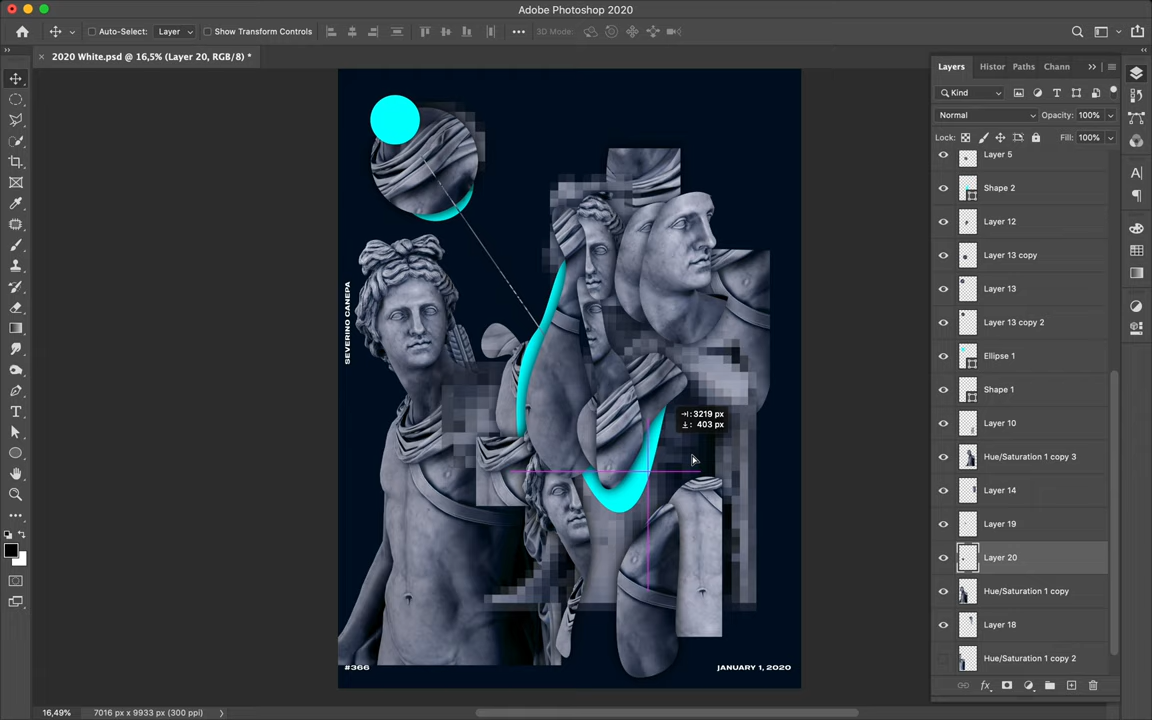 Adobe Photoshop 2020
Auto-Select: Layer Show Transform Controls 3D Mode:
2020 White.psd @ 16,5% (Layer 20, RGB/8) *
Layers Histor Paths Chann
Kind
Normal Opacity: 100%
Lock: Fill: 100%
Layer 5
Shape 2
Layer 12
Layer 13 copy
Layer 13
Layer 13 copy 2
Ellipse 1
Shape 1
Layer 10
Hue/Saturation 1 copy 3
Layer 14
Layer 19
Layer 20
Hue/Saturation 1 copy
Layer 18
Hue/Saturation 1 copy 2
SEVERINO CANEPA
3219 px
403 px
#366
JANUARY 1, 2020
16,49% 7016 px x 9933 px (300 ppi)